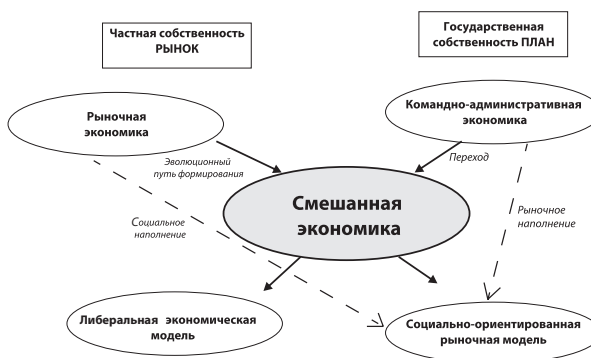 Частная собственность
РЫНОК
Государственная
собственность ПЛАН
Рыночная
экономика
Командно-административная
экономика
Эволюционный
путь формирования
Переход
Смешанная
экономика
Социальное
наполнение
Рыночное
наполнение
Либеральная экономическая
модель
Социально-ориентированная
рыночная модель